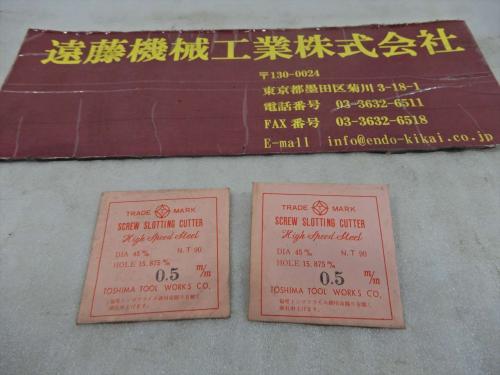 遠藤機械工業株式会社
〒130-0024
東京都墨田区菊川3-18-1
電話番号 03-3632-6511
FAX番号 03-3632-6518
E-mail info@endo-kikai.co.jp
TRADE MARK
SCREW SLOTTING CUTTER
High Speed Steel
DIA 45 m/m N.T 90
HOLE 15.875 m/m
0.5 m/m
TOSHIMA TOOL WORKS CO.
TRADE MARK
SCREW SLOTTING CUTTER
High Speed Steel
DIA 45 m/m N.T 90
HOLE 15.875 m/m
0.5 m/m
TOSHIMA TOOL WORKS CO.